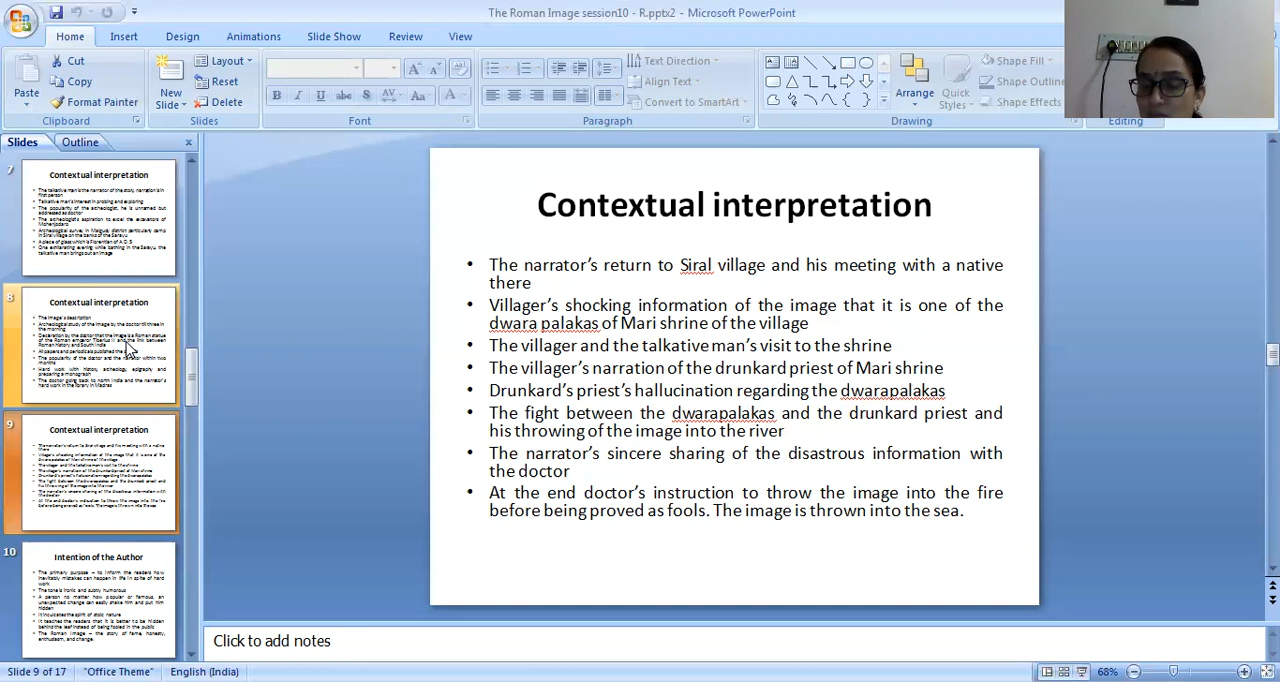 The Roman Image session10 - R.pptx2 - Microsoft PowerPoint
Home Insert Design Animations Slide Show Review View
Paste
Cut
Copy
Format Painter
Clipboard
New Slide
Layout
Reset
Delete
Slides
Font
Text Direction
Align Text
Convert to SmartArt
Paragraph
Arrange
Quick Styles
Shape Fill
Shape Outline
Shape Effects
Drawing
Editing
Slides Outline
7
Contextual interpretation
8
Contextual interpretation
9
Contextual interpretation
10
Intention of the Author
Contextual interpretation
• The narrator's return to Siral village and his meeting with a native
there
• Villager's shocking information of the image that it is one of the
dwara palakas of Mari shrine of the village
• The villager and the talkative man's visit to the shrine
• The villager's narration of the drunkard priest of Mari shrine
• Drunkard's priest's hallucination regarding the dwarapalakas
• The fight between the dwarapalakas and the drunkard priest and
his throwing of the image into the river
• The narrator's sincere sharing of the disastrous information with
the doctor
• At the end doctor's instruction to throw the image into the fire
before being proved as fools. The image is thrown into the sea.
Click to add notes
Slide 9 of 17 "Office Theme" English (India) 68%